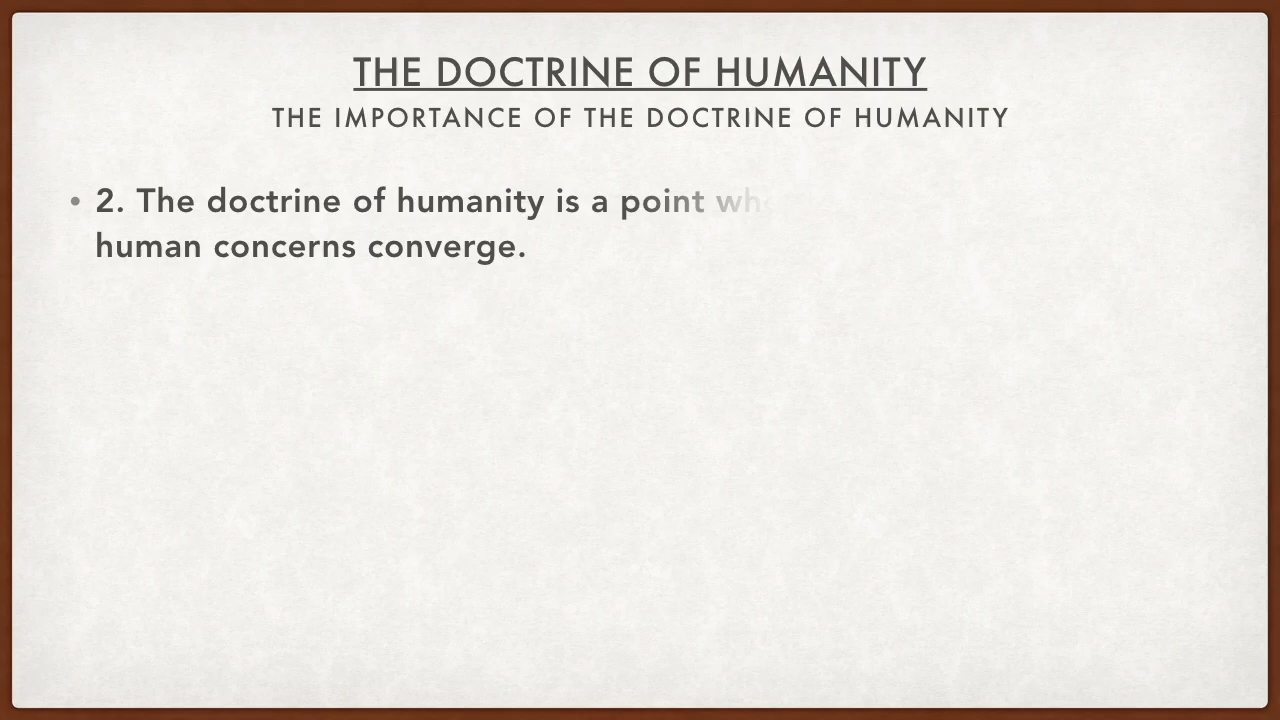 THE DOCTRINE OF HUMANITY
THE IMPORTANCE OF THE DOCTRINE OF HUMANITY
• 2. The doctrine of humanity is a point
human concerns converge.